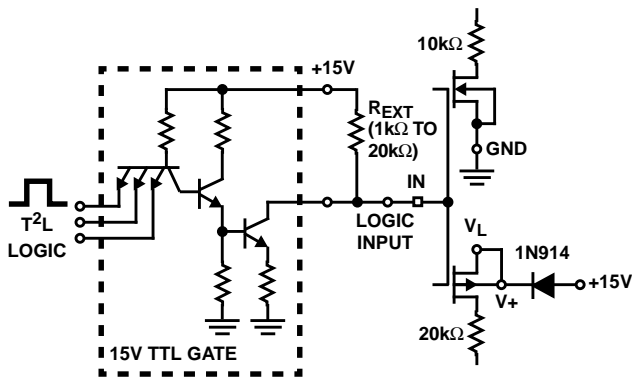 10kΩ
+15V
R_EXT
(1kΩ TO
20kΩ)
GND
IN
T²L
LOGIC
LOGIC
INPUT
V_L
1N914
+15V
V+
20kΩ
15V TTL GATE